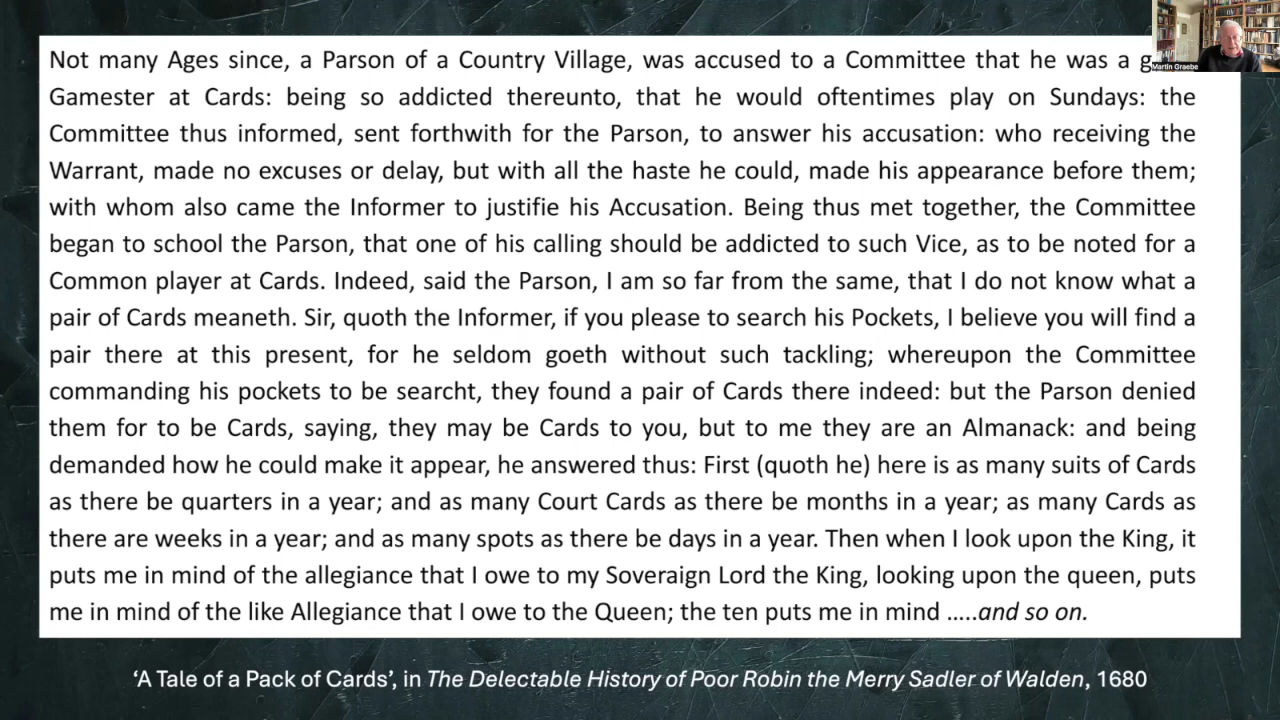 Not many Ages since, a Parson of a Country Village, was accused to a Committee that he was a
Gamester at Cards: being so addicted thereunto, that he would oftentimes play on Sundays: the
Committee thus informed, sent forthwith for the Parson, to answer his accusation: who receiving the
Warrant, made no excuses or delay, but with all the haste he could, made his appearance before them;
with whom also came the Informer to justifie his Accusation. Being thus met together, the Committee
began to school the Parson, that one of his calling should be addicted to such Vice, as to be noted for a
Common player at Cards. Indeed, said the Parson, I am so far from the same, that I do not know what a
pair of Cards meaneth. Sir, quoth the Informer, if you please to search his Pockets, I believe you will find a
pair there at this present, for he seldom goeth without such tackling; whereupon the Committee
commanding his pockets to be searcht, they found a pair of Cards there indeed: but the Parson denied
them for to be Cards, saying, they may be Cards to you, but to me they are an Almanack: and being
demanded how he could make it appear, he answered thus: First (quoth he) here is as many suits of Cards
as there be quarters in a year; and as many Court Cards as there be months in a year; as many Cards as
there are weeks in a year; and as many spots as there be days in a year. Then when I look upon the King, it
puts me in mind of the allegiance that I owe to my Soveraign Lord the King, looking upon the queen, puts
me in mind of the like Allegiance that I owe to the Queen; the ten puts me in mind .....and so on.
'A Tale of a Pack of Cards', in The Delectable History of Poor Robin the Merry Sadler of Walden, 1680
Martin Graebe